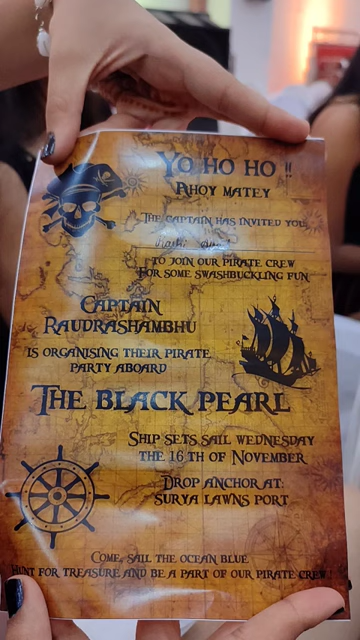 YO HO HO !!
AHOY MATEY
THE CAPTAIN HAS INVITED YOU
TO JOIN OUR PIRATE CREW
FOR SOME SWASHBUCKLING FUN
CAPTAIN
RAUDRASHAMBHU
IS ORGANISING THEIR PIRATE
PARTY ABOARD
THE BLACK PEARL
SHIP SETS SAIL WEDNESDAY
THE 16 TH OF NOVEMBER
DROP ANCHOR AT:
SURYA LAWNS PORT
COME, SAIL THE OCEAN BLUE
HUNT FOR TREASURE AND BE A PART OF OUR PIRATE CREW!